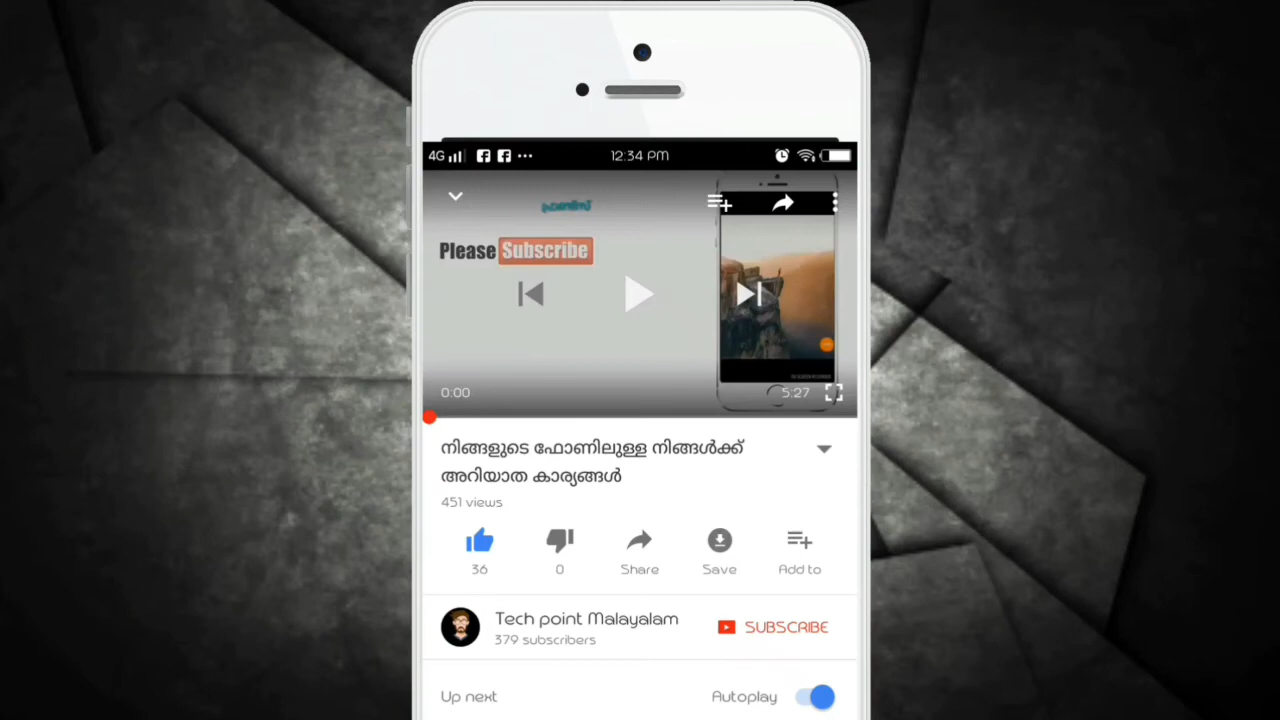 4G 12:34 PM
ഫ്രണ്ട്സ്
Please Subscribe
0:00 5:27
നിങ്ങളുടെ ഫോണിലുള്ള നിങ്ങൾക്ക്
അറിയാത കാര്യങ്ങൾ
451 views
36 0 Share Save Add to
Tech point Malayalam
379 subscribers
SUBSCRIBE
Up next Autoplay